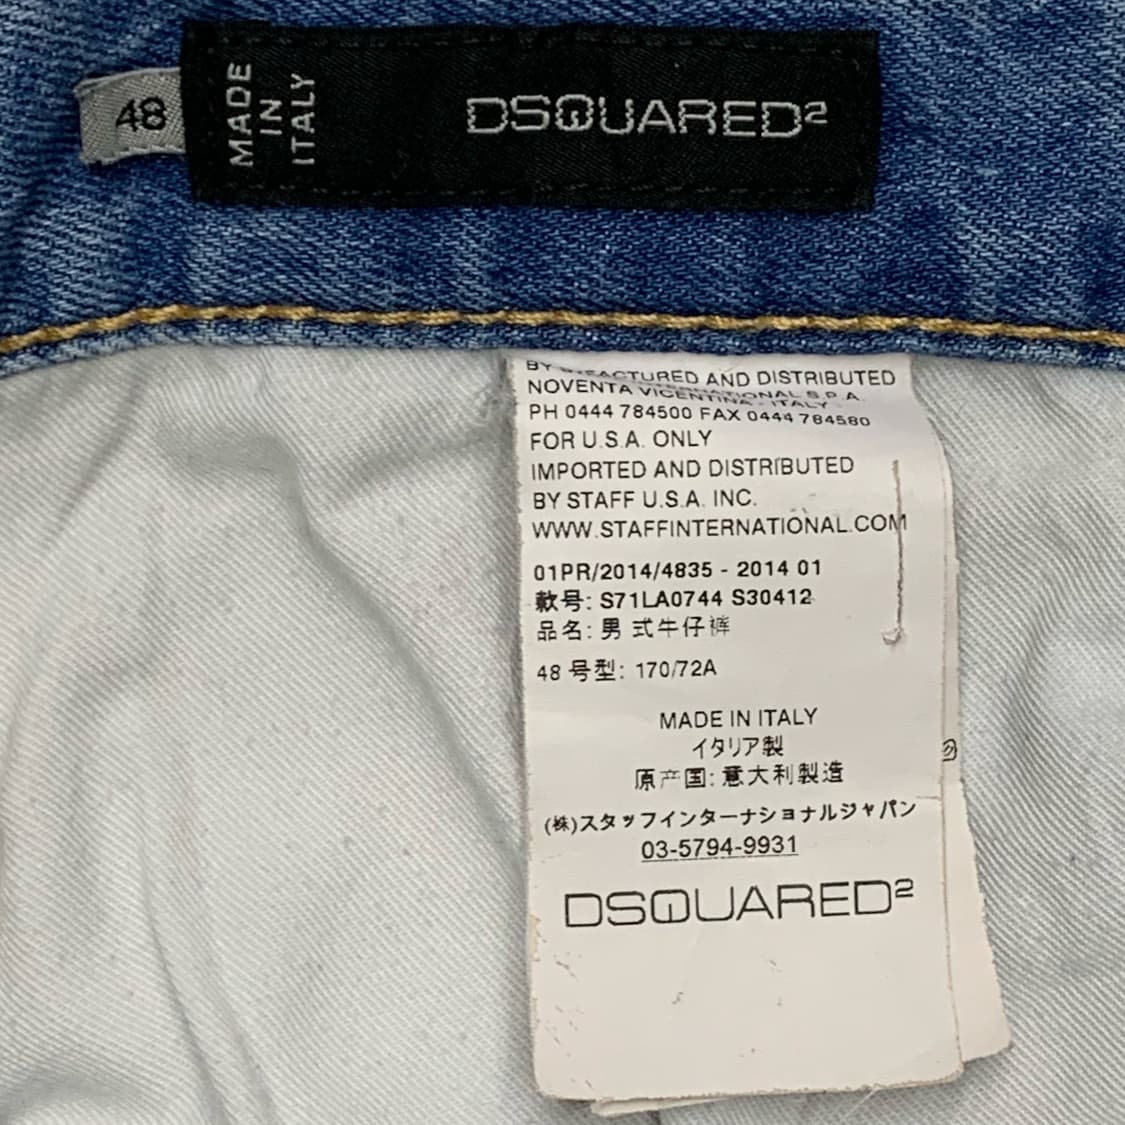 48
MADE
IN
ITALY
DSQUARED²
BY ACTURED AND DISTRIBUTED
S.P.A.
NOVENTA VICENTINA - ITALY -
PH 0444 784500 FAX 0444 784580
FOR U.S.A. ONLY
IMPORTED AND DISTRIBUTED
BY STAFF U.S.A. INC.
WWW.STAFFINTERNATIONAL.COM
01PR/2014/4835 - 2014 01
款号: S71LA0744 S30412
品名: 男 式牛仔裤
48 号型: 170/72A
MADE IN ITALY
イタリア製
原产国: 意大利製造
(株)スタッフインターナショナルジャパン
03-5794-9931
DSQUARED²